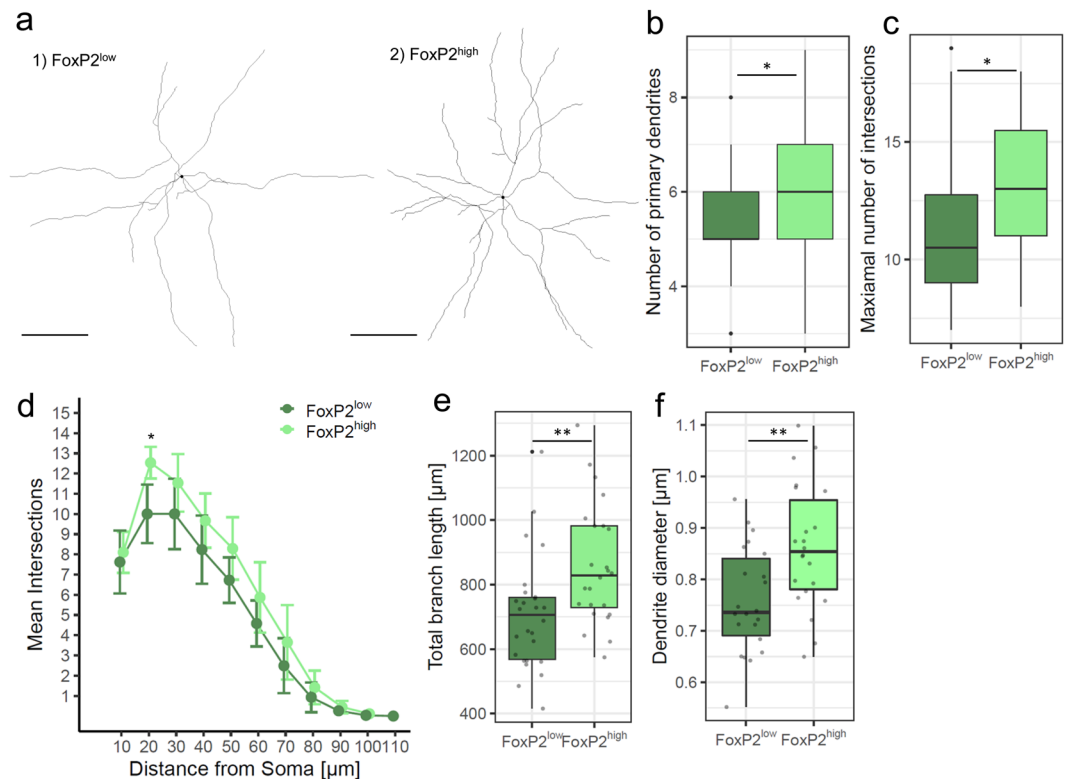 a
1) FoxP2low
2) FoxP2high
b
Number of primary dendrites
8
6
4
*
FoxP2low
FoxP2high
c
Maxiamal number of intersections
15
10
*
FoxP2low
FoxP2high
d
Mean Intersections
15
14
13
12
11
10
9
8
7
6
5
4
3
2
1
*
FoxP2low
FoxP2high
10 20 30 40 50 60 70 80 90 100 110
Distance from Soma [µm]
e
Total branch length [µm]
1200
1000
800
600
400
**
FoxP2low FoxP2high
f
Dendrite diameter [µm]
1.1
1.0
0.9
0.8
0.7
0.6
**
FoxP2low FoxP2high